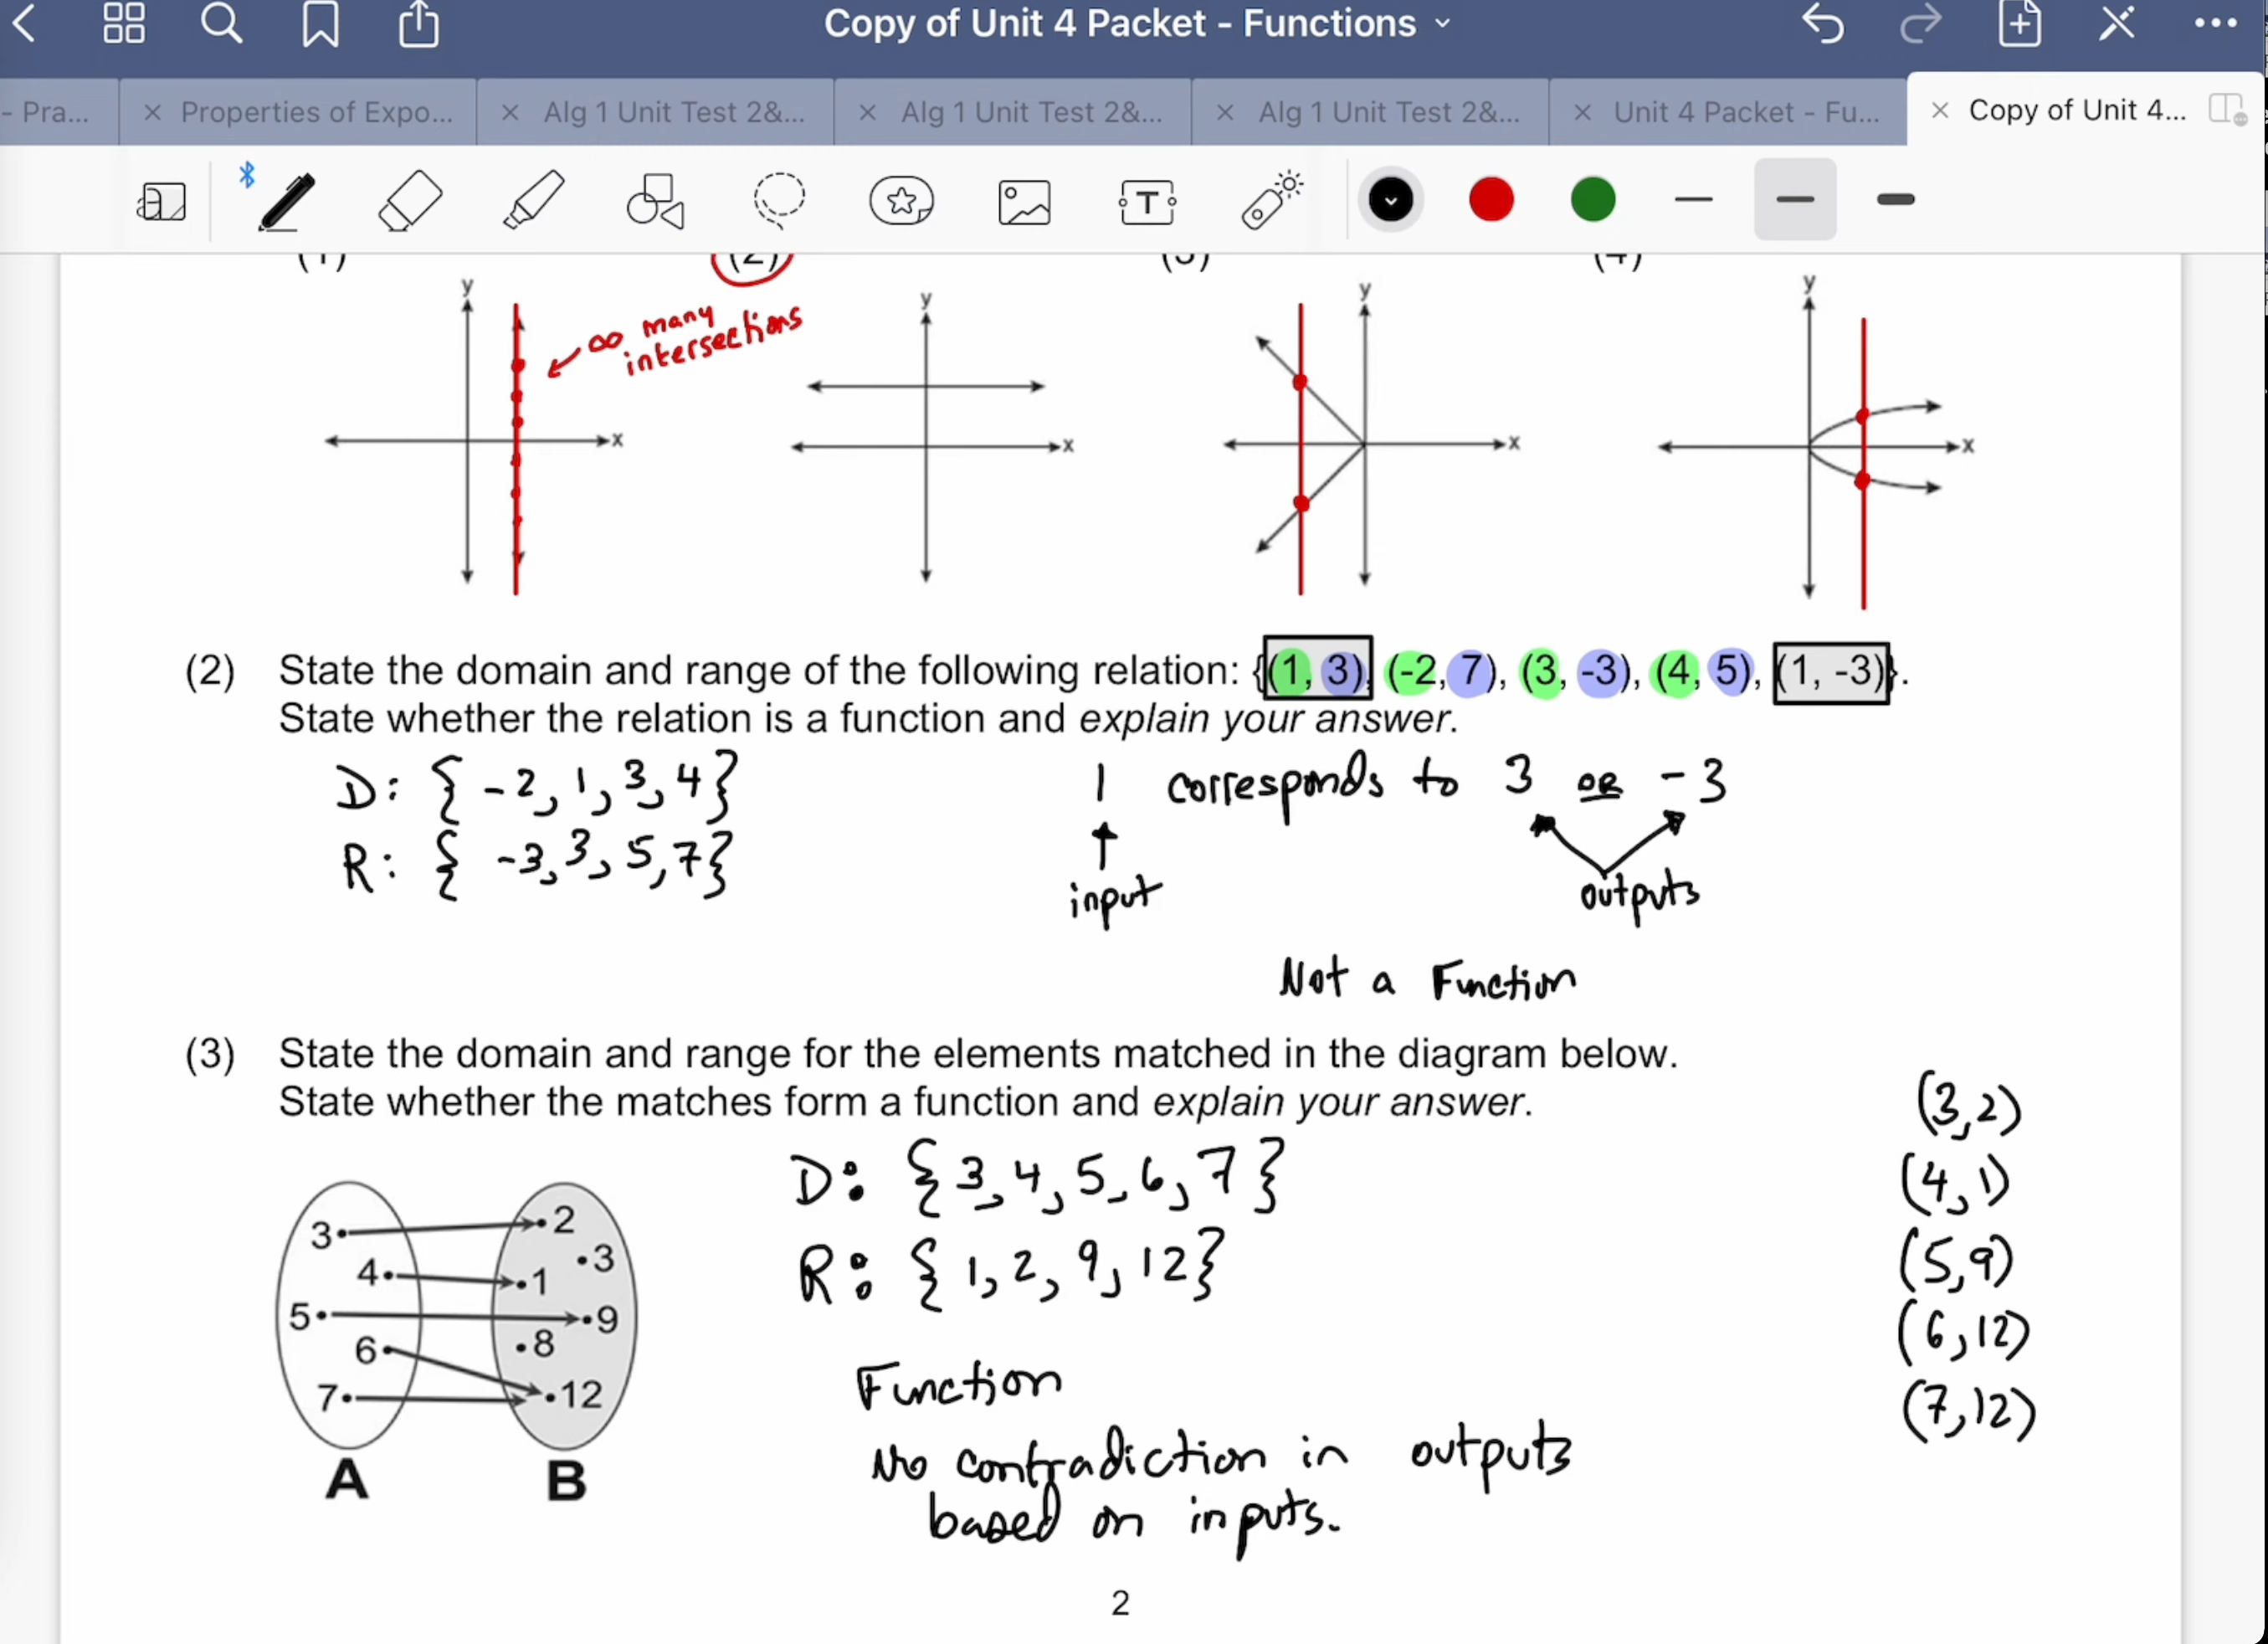 Copy of Unit 4 Packet - Functions
- Pra...
Properties of Expo...
Alg 1 Unit Test 2&...
Alg 1 Unit Test 2&...
Alg 1 Unit Test 2&...
Unit 4 Packet - Fu...
Copy of Unit 4...
a
T
(1)
(2)
(3)
(4)
y
x
∞ many
intersections
y
x
y
x
y
x
(2) State the domain and range of the following relation: {(1, 3), (-2, 7), (3, -3), (4, 5), (1, -3)}.
State whether the relation is a function and explain your answer.
D: { -2, 1, 3, 4}
R: { -3, 3, 5, 7}
1 corresponds to 3 OR -3
input
outputs
Not a Function
(3) State the domain and range for the elements matched in the diagram below.
State whether the matches form a function and explain your answer.
3
4
5
6
7
A
2
3
1
9
8
12
B
D: {3, 4, 5, 6, 7}
R: {1, 2, 9, 12}
Function
No contradiction in outputs
based on inputs.
(3,2)
(4,1)
(5,9)
(6,12)
(7,12)
2